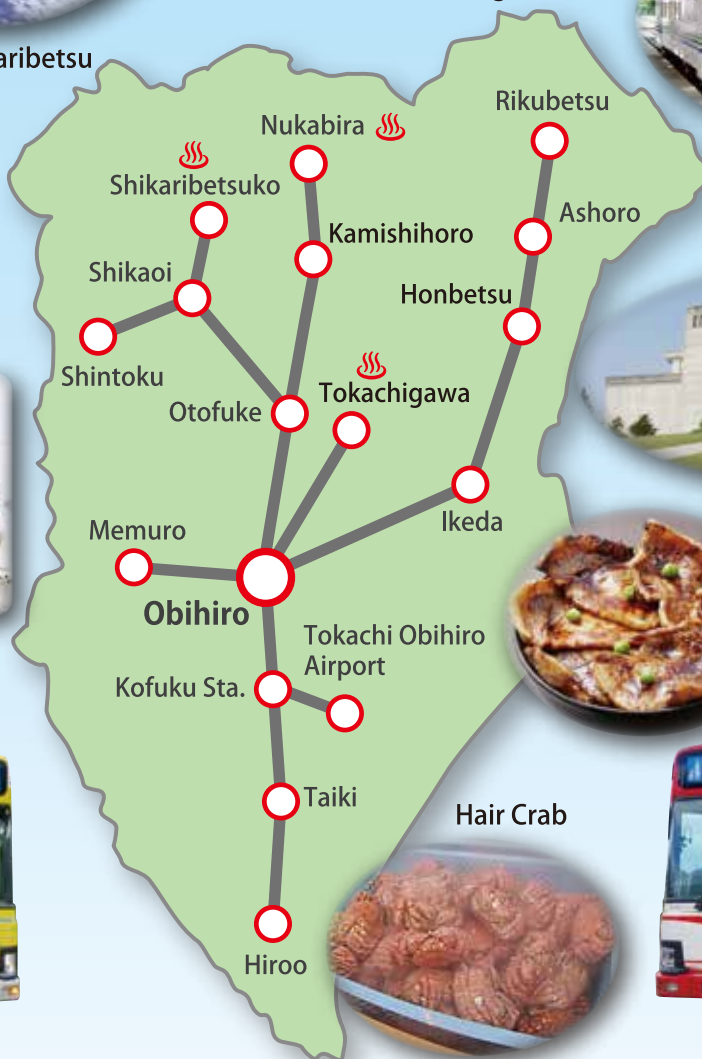 Rikubetsu
Nukabira
Shikaribetsuko
Ashoro
Kamishihoro
Shikaoi
Honbetsu
Shintoku
Tokachigawa
Otofuke
Ikeda
Memuro
Obihiro
Tokachi Obihiro
Airport
Kofuku Sta.
Taiki
Hair Crab
Hiroo